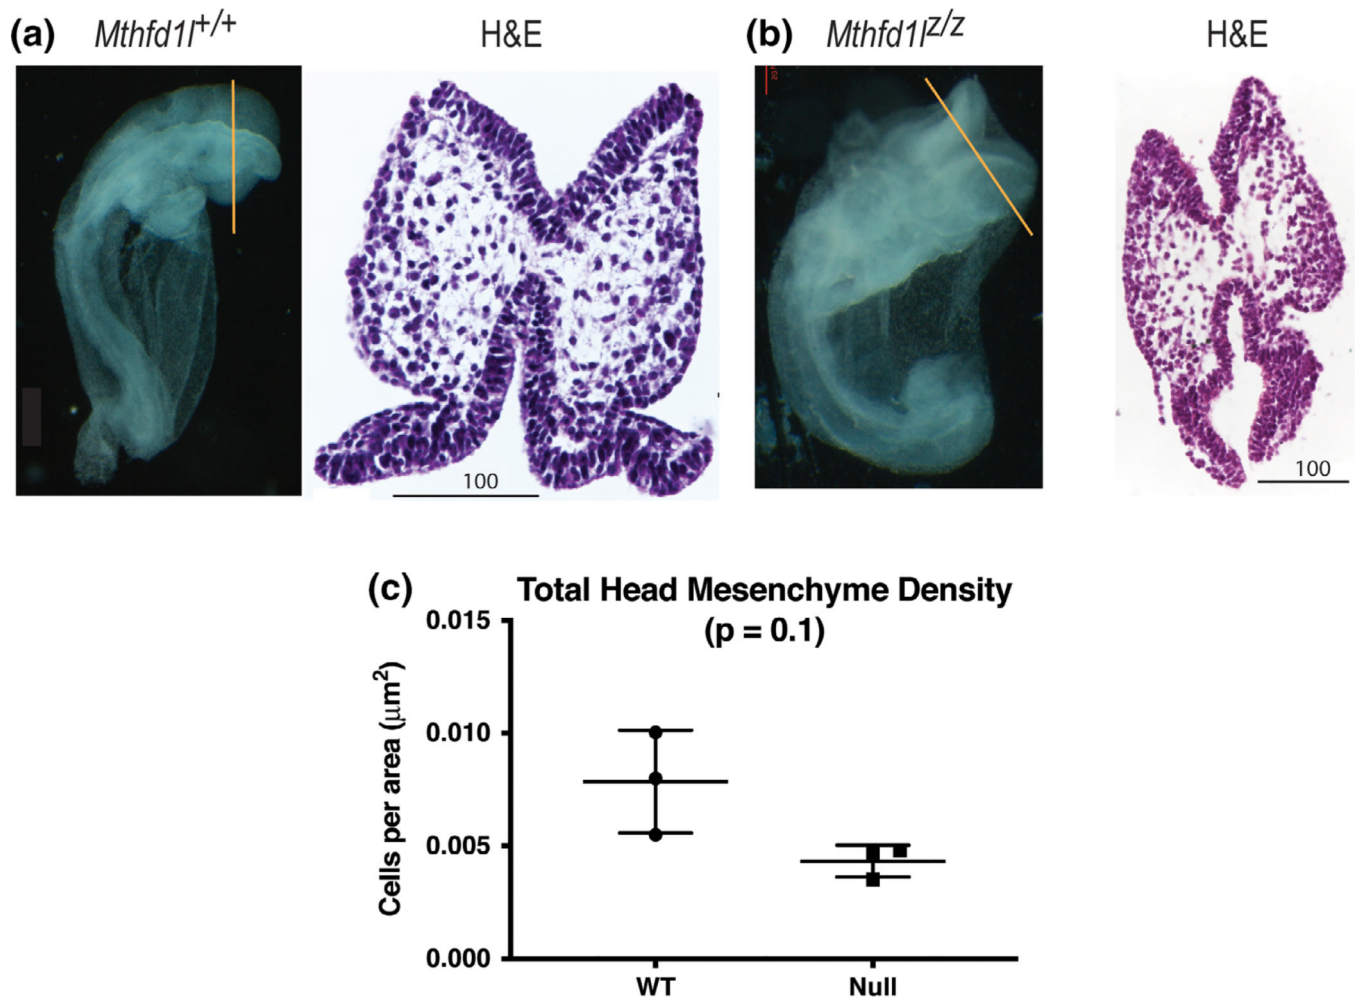 (a) Mthfd1l+/+ H&E (b) Mthfd1lz/z H&E
100
100
(c) Total Head Mesenchyme Density
(p = 0.1)
Cells per area (μm2)
0.015
0.010
0.005
0.000
WT Null